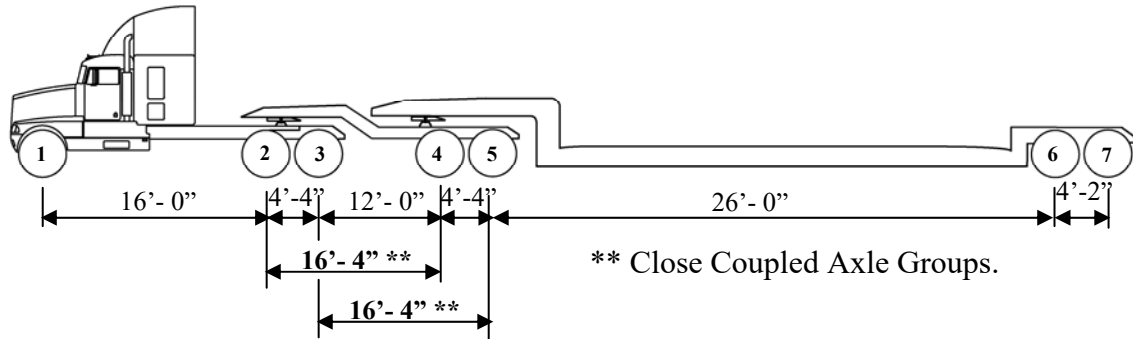 1 2 3 4 5 6 7
16’- 0” 4’-4” 12’- 0” 4’-4” 26’- 0” 4’-2”
16’- 4” ** ** Close Coupled Axle Groups.
16’- 4” **